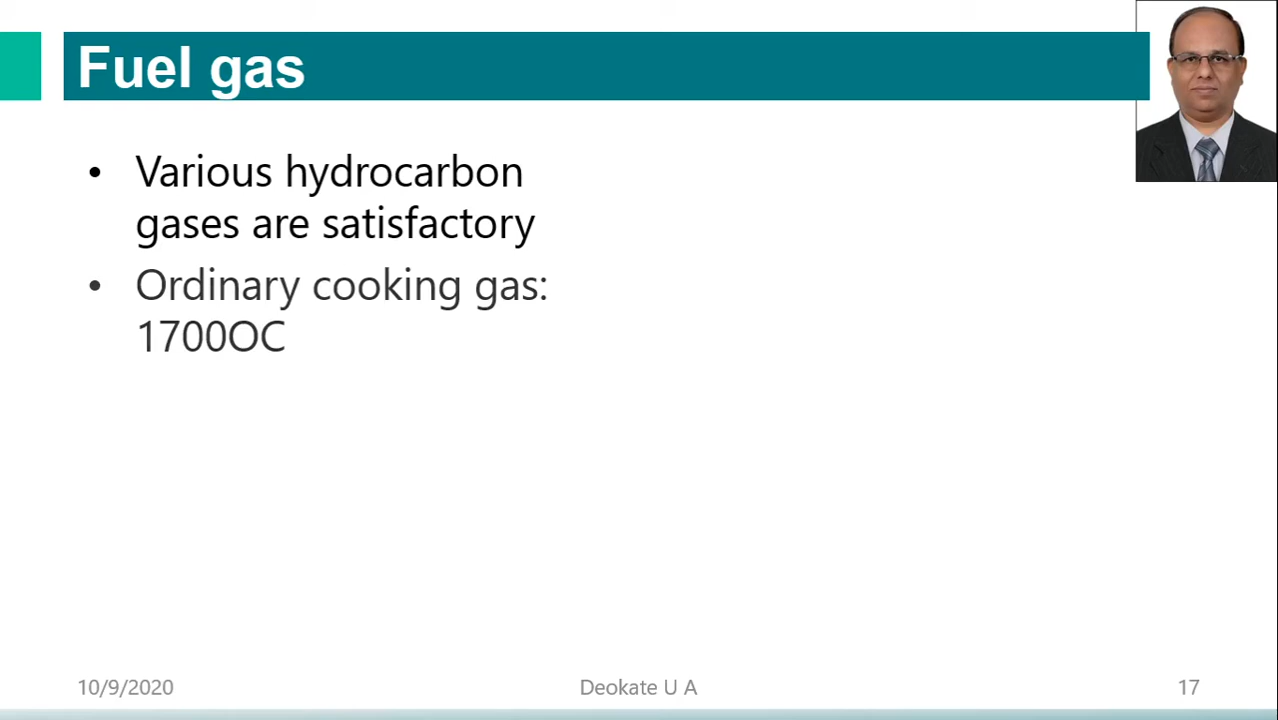 Fuel gas
• Various hydrocarbon
gases are satisfactory
• Ordinary cooking gas:
1700OC
10/9/2020
Deokate U A
17